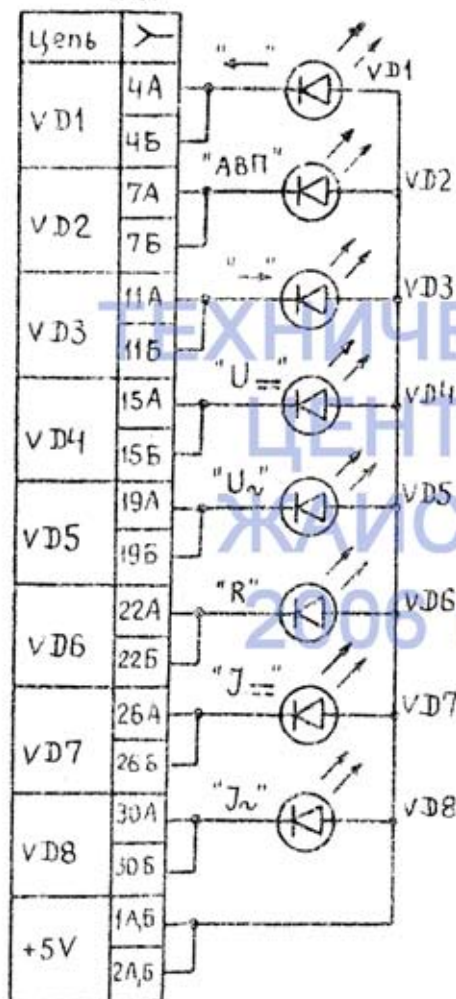 Цепь
4А "←" VD1
VD1
4Б
7А "АВП" VD2
VD2
7Б
11А "→" VD3
VD3
11Б
15А "U⎓" VD4
VD4
15Б
19А "U~" VD5
VD5
19Б
22А "R" VD6
VD6
22Б
26А "J⎓" VD7
VD7
26Б
30А "J~" VD8
VD8
30Б
1А,Б
+5V
2А,Б
ТЕХНИЧЕ
ЦЕНТ
2006